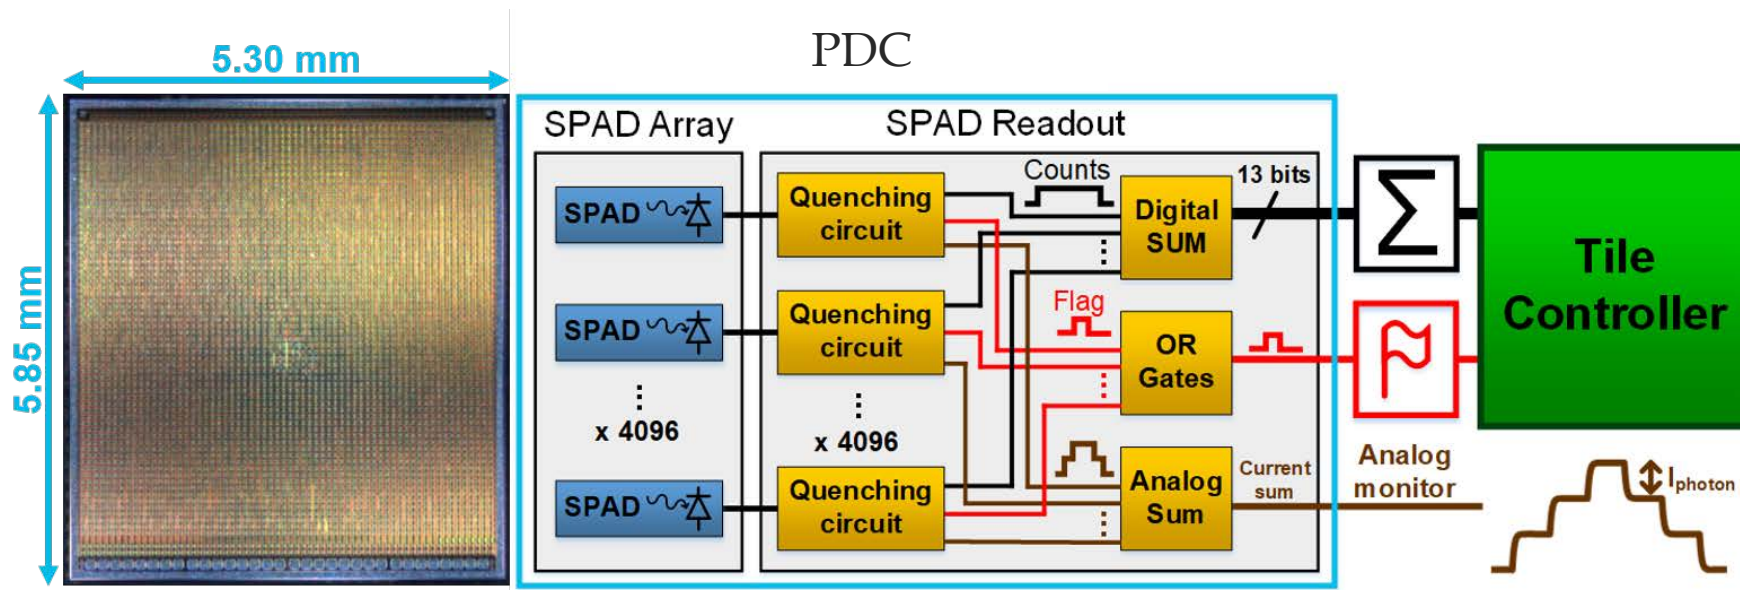 PDC
5.30 mm
5.85 mm
SPAD Array
SPAD Readout
SPAD
SPAD
x 4096
SPAD
Quenching
circuit
Quenching
circuit
x 4096
Quenching
circuit
Counts
Digital
SUM
13 bits
Flag
OR
Gates
Analog
Sum
Current
sum
Σ
Tile
Controller
Analog
monitor
Iphoton